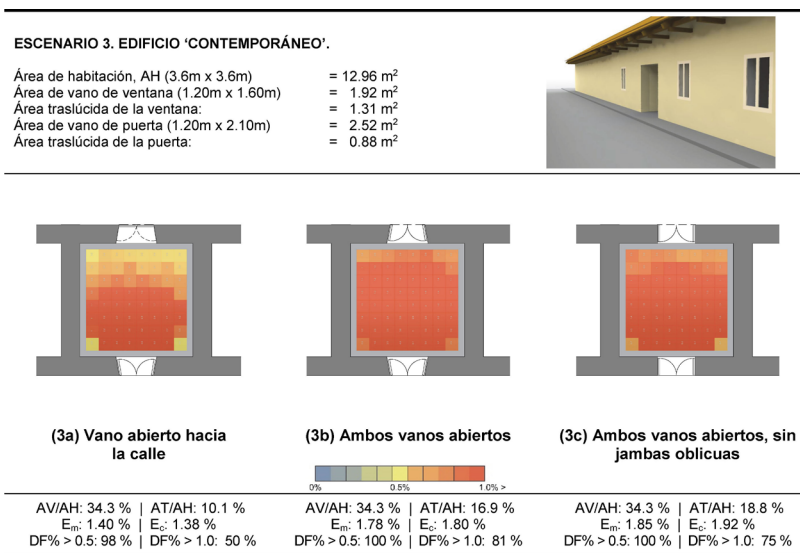 ESCENARIO 3. EDIFICIO ‘CONTEMPORÁNEO’.
Área de habitación, AH (3.6m x 3.6m) = 12.96 m²
Área de vano de ventana (1.20m x 1.60m) = 1.92 m²
Área traslúcida de la ventana: = 1.31 m²
Área de vano de puerta (1.20m x 2.10m) = 2.52 m²
Área traslúcida de la puerta: = 0.88 m²
(3a) Vano abierto hacia
la calle
(3b) Ambos vanos abiertos
(3c) Ambos vanos abiertos, sin
jambas oblicuas
0% 0.5% 1.0% >
AV/AH: 34.3 % | AT/AH: 10.1 %
Em: 1.40 % | Ec: 1.38 %
DF% > 0.5: 98 % | DF% > 1.0: 50 %
AV/AH: 34.3 % | AT/AH: 16.9 %
Em: 1.78 % | Ec: 1.80 %
DF% > 0.5: 100 % | DF% > 1.0: 81 %
AV/AH: 34.3 % | AT/AH: 18.8 %
Em: 1.85 % | Ec: 1.92 %
DF% > 0.5: 100 % | DF% > 1.0: 75 %